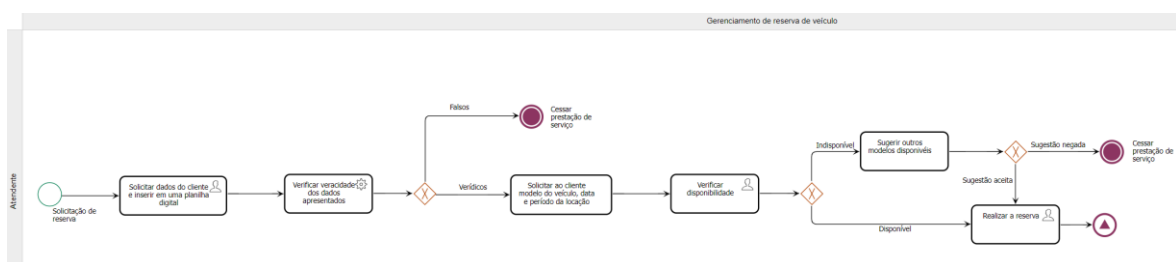 Gerenciamento de reserva de veículo
Atendente
Solicitação de
reserva
Solicitar dados do cliente
e inserir em uma planilha
digital
Verificar veracidade
dos dados
apresentados
Falsos
Cessar
prestação de
serviço
Verídicos
Solicitar ao cliente
modelo do veículo, data
e período da locação
Verificar
disponibilidade
Indisponível
Sugerir outros
modelos disponivéis
Sugestão negada
Cessar
prestação de
serviço
Sugestão aceita
Disponível
Realizar a reserva